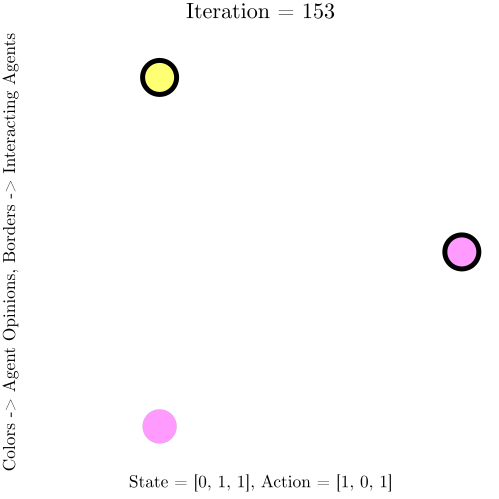 Iteration = 153
Colors -> Agent Opinions, Borders -> Interacting Agents
State = [0, 1, 1], Action = [1, 0, 1]